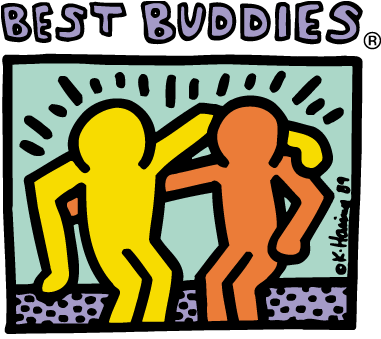 BEST BUDDIES®
©K. Haring 89